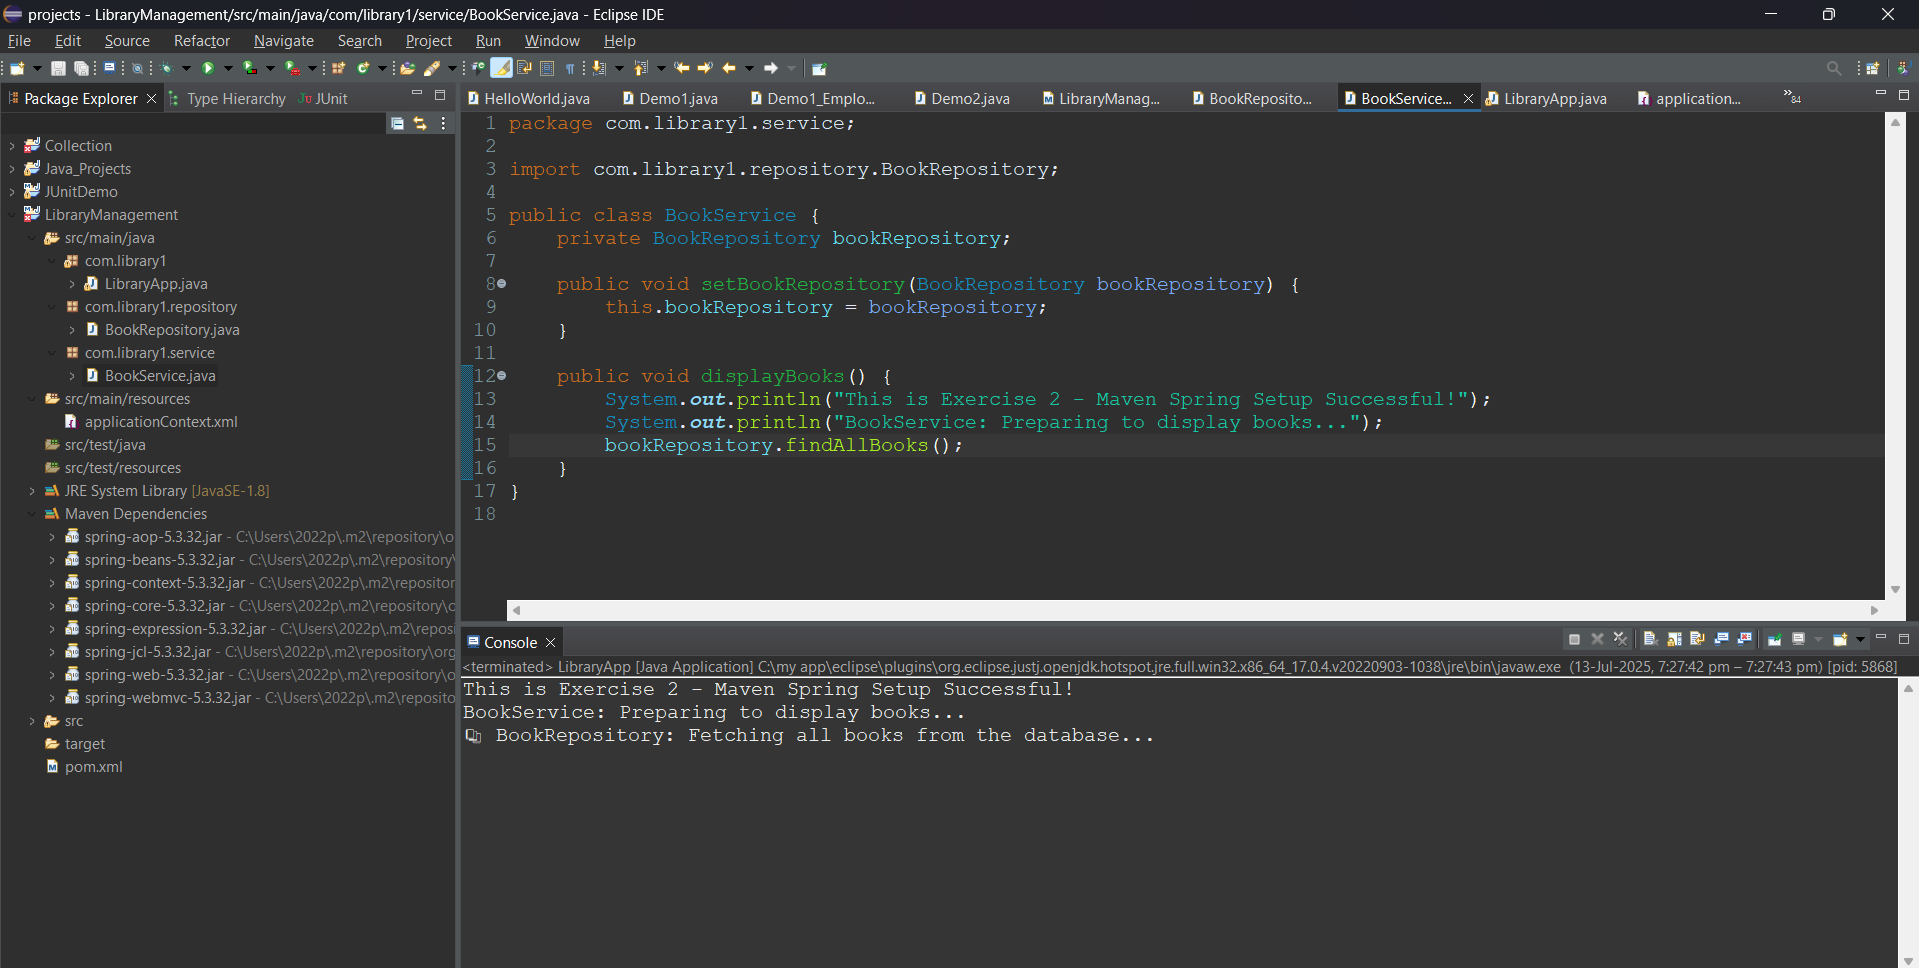 projects - LibraryManagement/src/main/java/com/library1/service/BookService.java - Eclipse IDE
File Edit Source Refactor Navigate Search Project Run Window Help
Package Explorer Type Hierarchy JUnit
HelloWorld.java Demo1.java Demo1_Emplo... Demo2.java LibraryManag... BookReposito... BookService... LibraryApp.java application... »84
Collection
Java_Projects
JUnitDemo
LibraryManagement
src/main/java
com.library1
LibraryApp.java
com.library1.repository
BookRepository.java
com.library1.service
BookService.java
src/main/resources
applicationContext.xml
src/test/java
src/test/resources
JRE System Library [JavaSE-1.8]
Maven Dependencies
spring-aop-5.3.32.jar - C:\Users\2022p\.m2\repository\o
spring-beans-5.3.32.jar - C:\Users\2022p\.m2\repository\
spring-context-5.3.32.jar - C:\Users\2022p\.m2\repositor
spring-core-5.3.32.jar - C:\Users\2022p\.m2\repository\c
spring-expression-5.3.32.jar - C:\Users\2022p\.m2\repos
spring-jcl-5.3.32.jar - C:\Users\2022p\.m2\repository\org
spring-web-5.3.32.jar - C:\Users\2022p\.m2\repository\o
spring-webmvc-5.3.32.jar - C:\Users\2022p\.m2\reposito
src
target
pom.xml
1 package com.library1.service;
2
3 import com.library1.repository.BookRepository;
4
5 public class BookService {
6 private BookRepository bookRepository;
7
8 public void setBookRepository(BookRepository bookRepository) {
9 this.bookRepository = bookRepository;
10 }
11
12 public void displayBooks() {
13 System.out.println("This is Exercise 2 - Maven Spring Setup Successful!");
14 System.out.println("BookService: Preparing to display books...");
15 bookRepository.findAllBooks();
16 }
17 }
18
Console
<terminated> LibraryApp [Java Application] C:\my app\eclipse\plugins\org.eclipse.justj.openjdk.hotspot.jre.full.win32.x86_64_17.0.4.v20220903-1038\jre\bin\javaw.exe (13-Jul-2025, 7:27:42 pm – 7:27:43 pm) [pid: 5868]
This is Exercise 2 - Maven Spring Setup Successful!
BookService: Preparing to display books...
BookRepository: Fetching all books from the database...